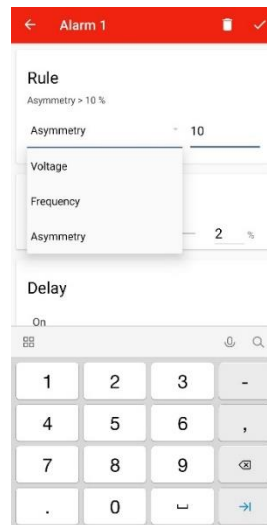 Alarm 1
Rule
Asymmetry > 10 %
Asymmetry 10
Voltage
Frequency
Asymmetry
2 %
Delay
On
1 2 3 -
4 5 6 ,
7 8 9
. 0